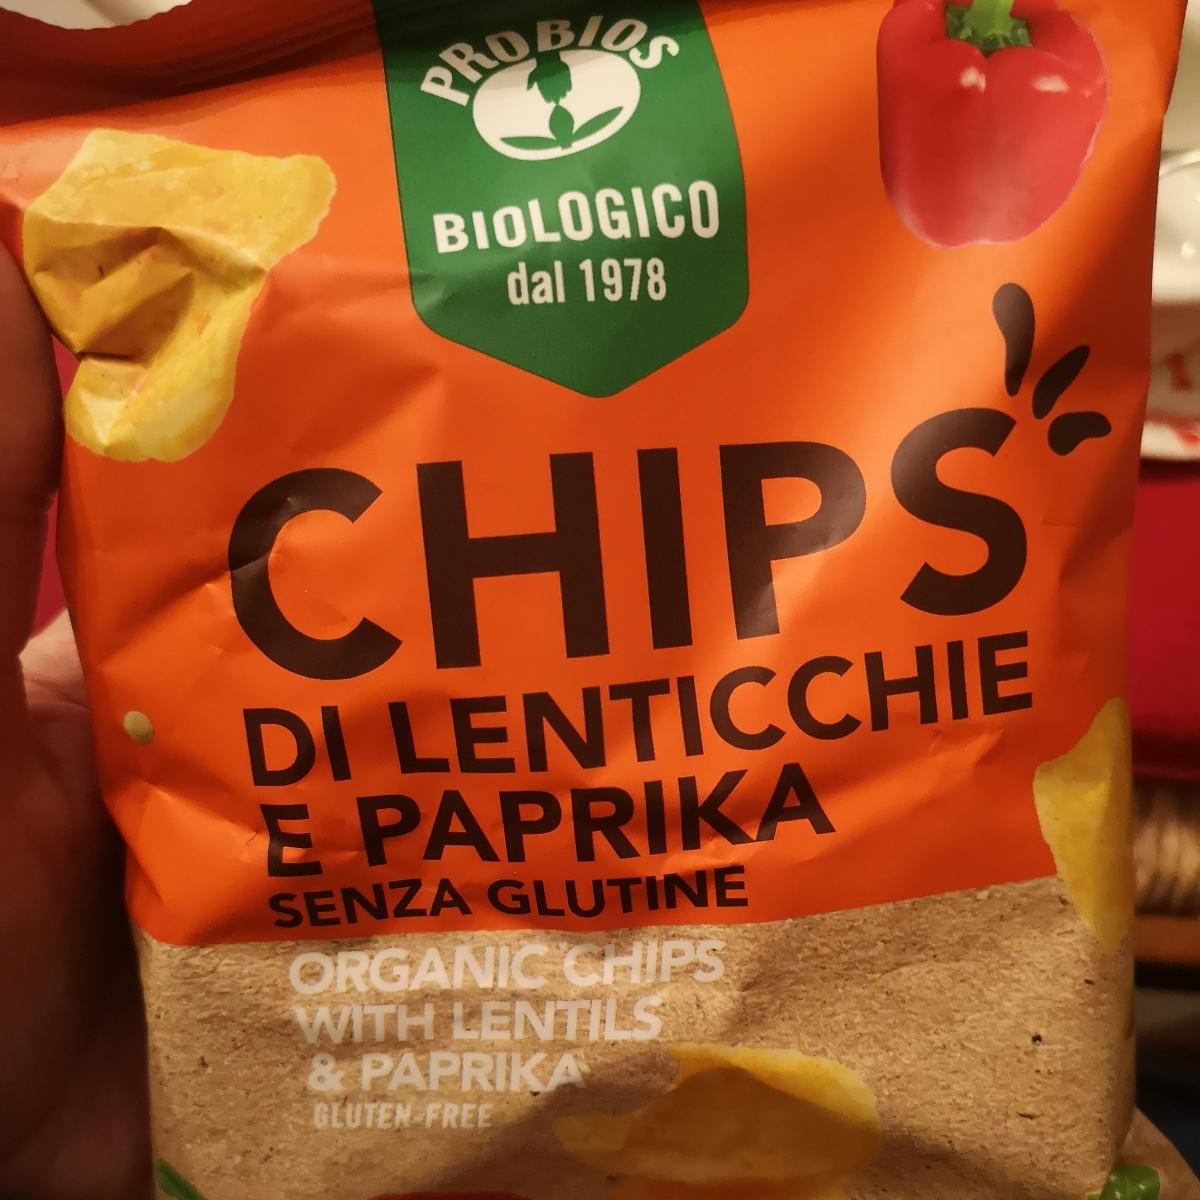 PROBIOS
BIOLOGICO
dal 1978
CHIPS
DI LENTICCHIE
E PAPRIKA
SENZA GLUTINE
ORGANIC CHIPS
WITH LENTILS
& PAPRIKA
GLUTEN-FREE